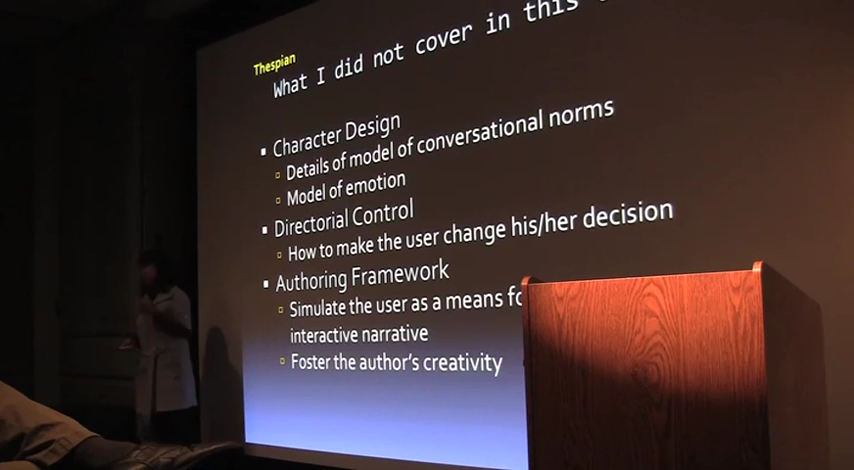 Thespian
What I did not cover in this
Character Design
Details of model of conversational norms
Model of emotion
Directorial Control
How to make the user change his/her decision
Authoring Framework
Simulate the user as a means
interactive narrative
Foster the author's creativity